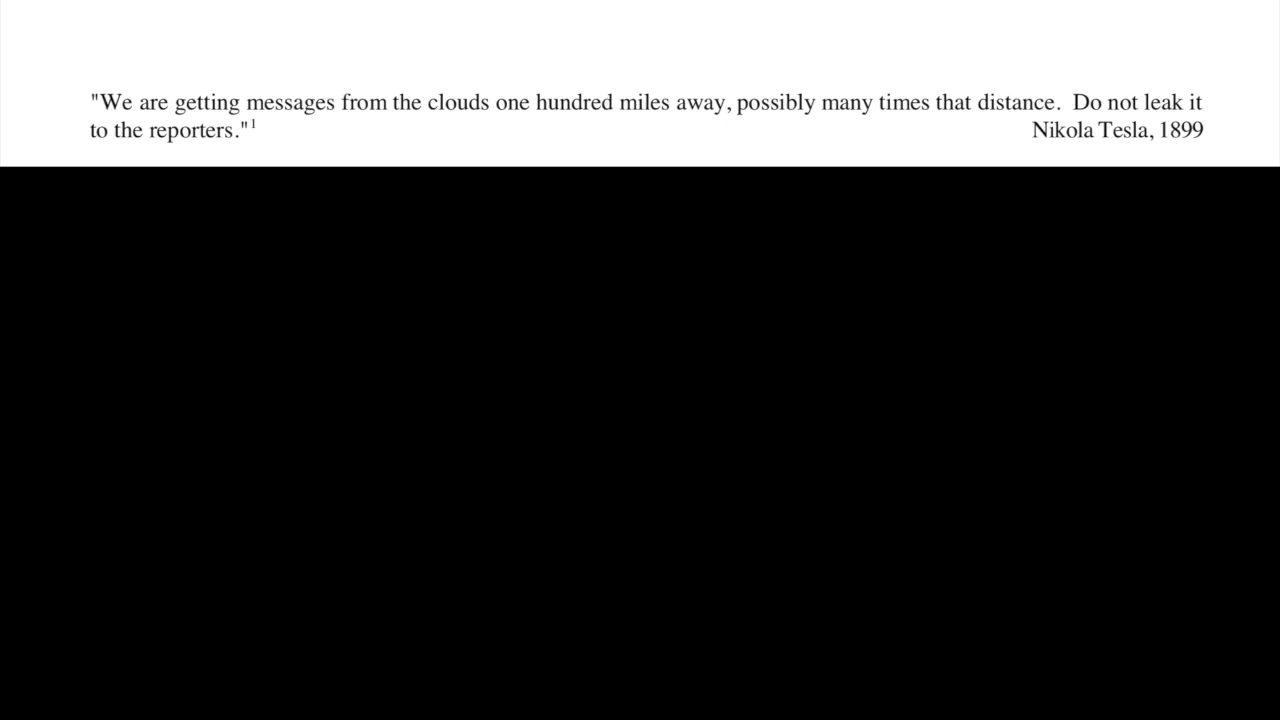 "We are getting messages from the clouds one hundred miles away, possibly many times that distance.  Do not leak it
to the reporters."¹ Nikola Tesla, 1899